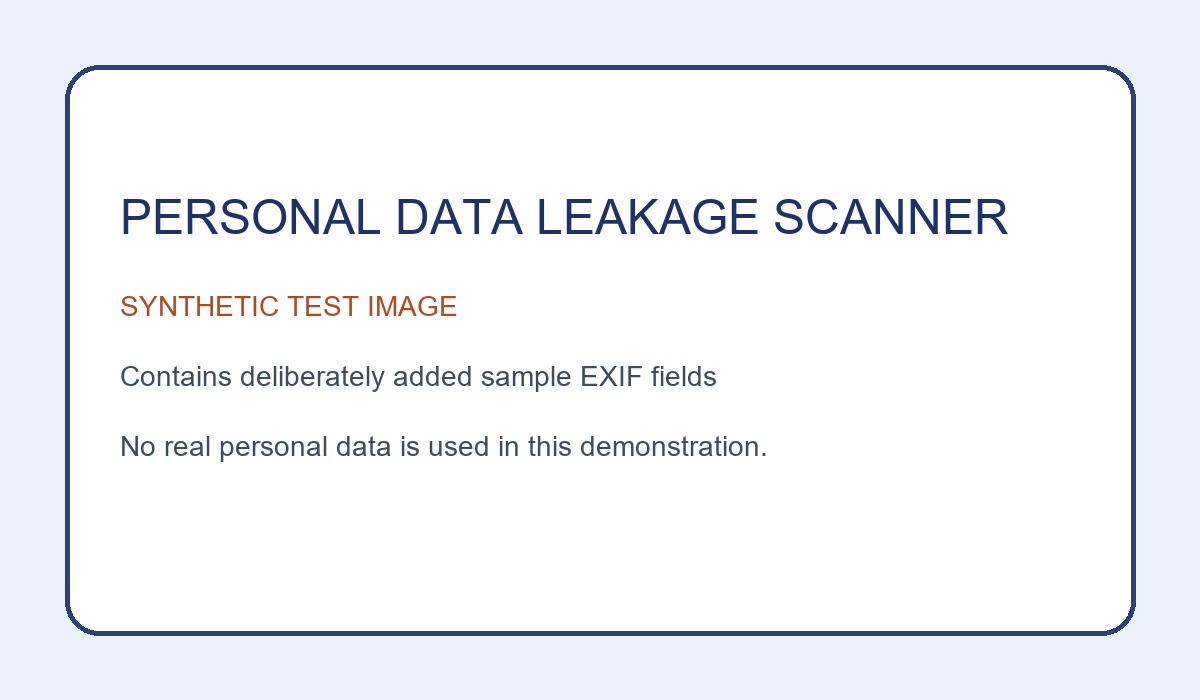 PERSONAL DATA LEAKAGE SCANNER
SYNTHETIC TEST IMAGE
Contains deliberately added sample EXIF fields
No real personal data is used in this demonstration.